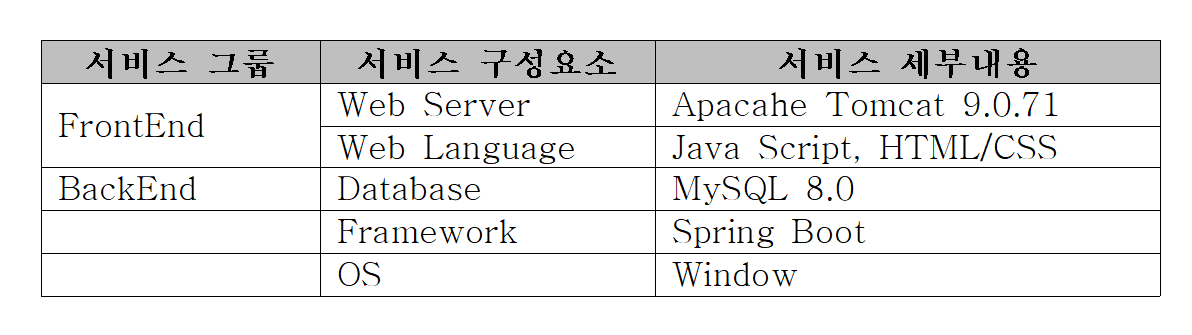 서비스 그룹 서비스 구성요소 서비스 세부내용
FrontEnd Web Server Apacahe Tomcat 9.0.71
Web Language Java Script, HTML/CSS
BackEnd Database MySQL 8.0
Framework Spring Boot
OS Window